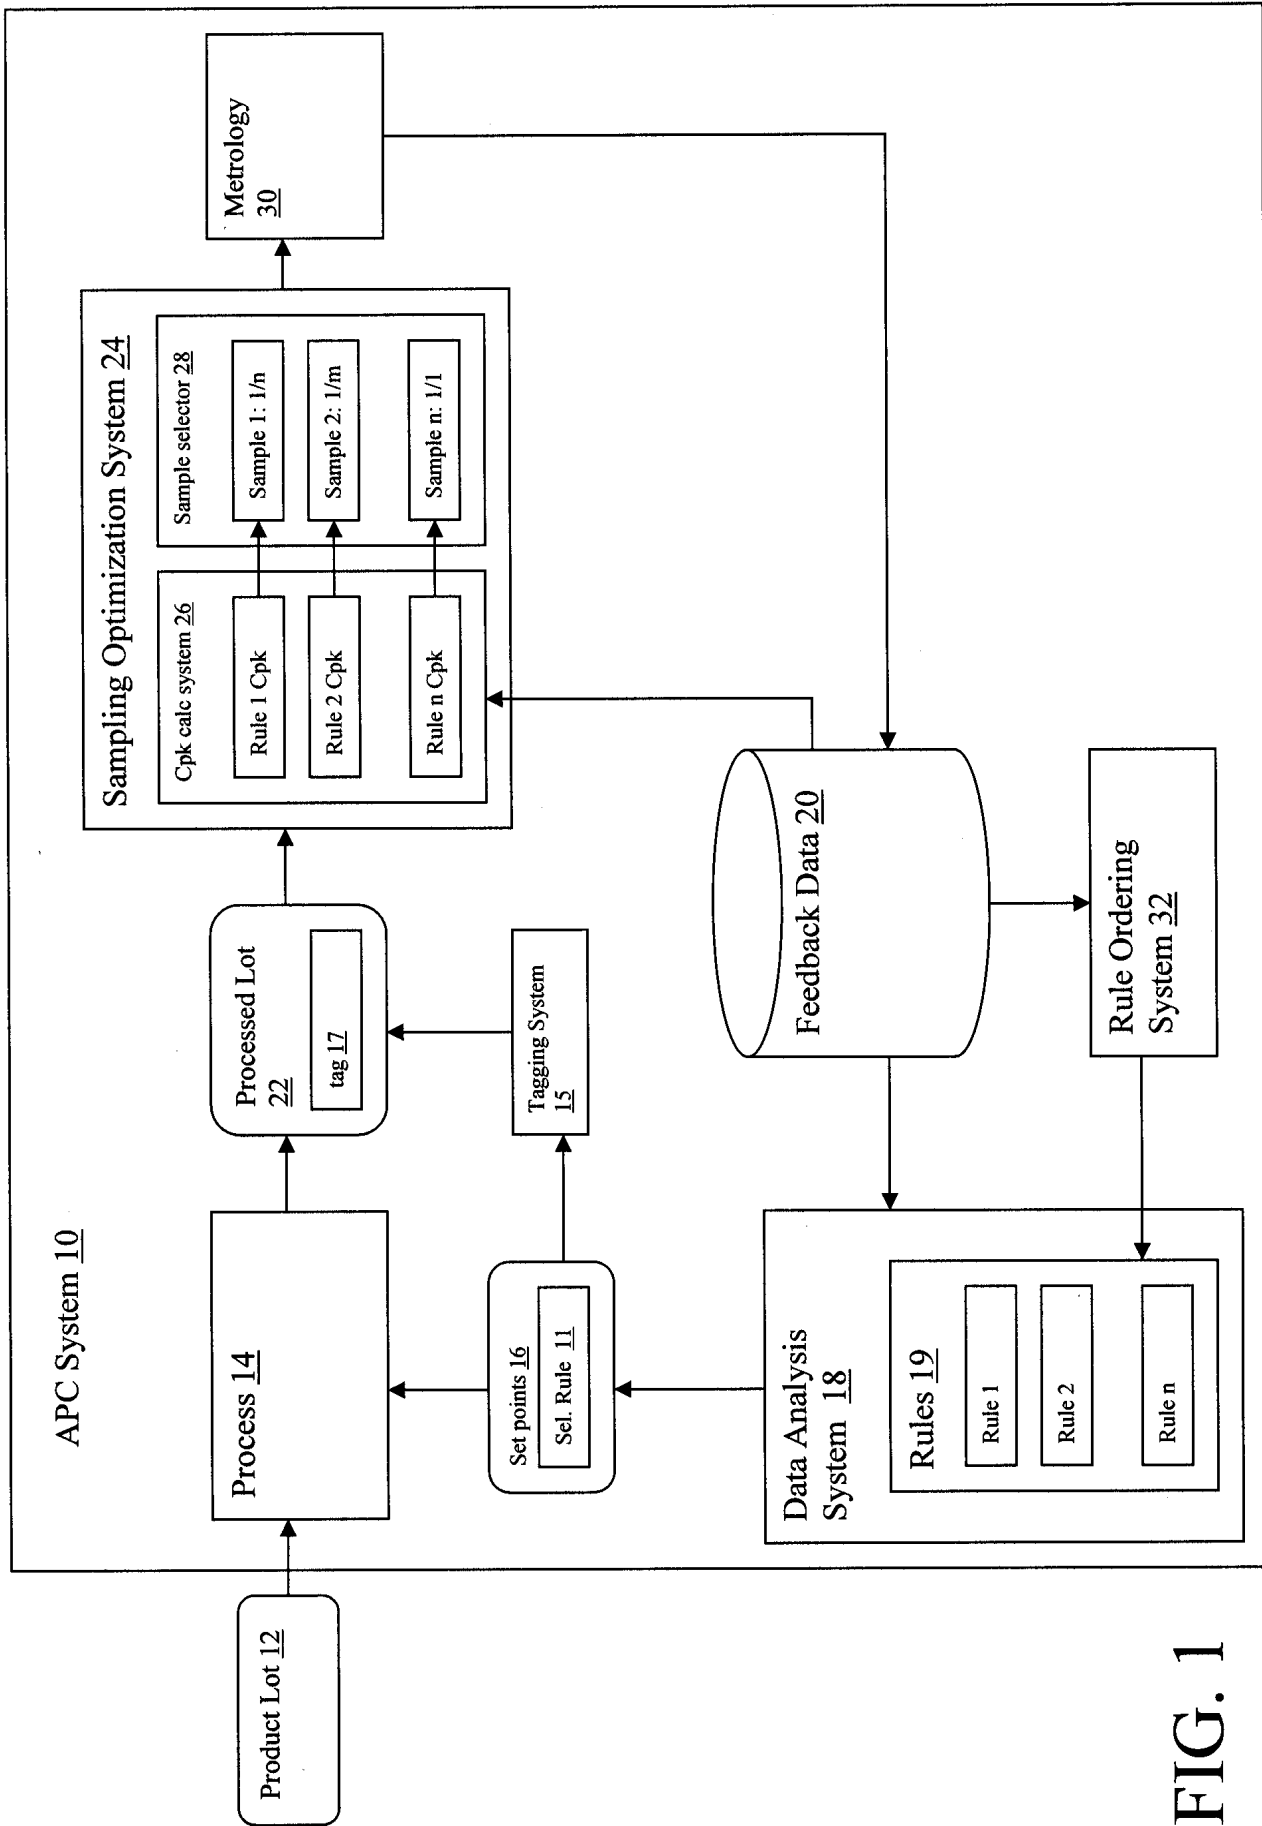 APC System 10
Product Lot 12
Process 14
Processed Lot
22
tag 17
Sampling Optimization System 24
Cpk calc system 26
Rule 1 Cpk
Rule 2 Cpk
Rule n Cpk
Sample selector 28
Sample 1: 1/n
Sample 2: 1/m
Sample n: 1/1
Metrology
30
Set points 16
Sel. Rule 11
Tagging System
15
Data Analysis
System 18
Rules 19
Rule 1
Rule 2
Rule n
Feedback Data 20
Rule Ordering
System 32
FIG. 1